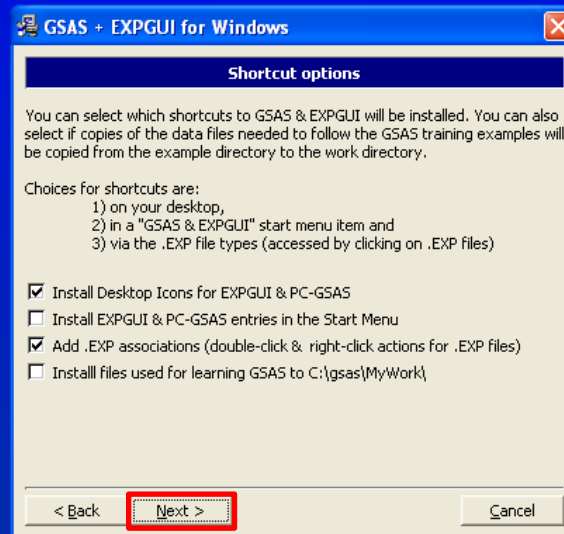 GSAS + EXPGUI for Windows
Shortcut options
You can select which shortcuts to GSAS & EXPGUI will be installed. You can also
select if copies of the data files needed to follow the GSAS training examples will
be copied from the example directory to the work directory.
Choices for shortcuts are:
1) on your desktop,
2) in a "GSAS & EXPGUI" start menu item and
3) via the .EXP file types (accessed by clicking on .EXP files)
Install Desktop Icons for EXPGUI & PC-GSAS
Install EXPGUI & PC-GSAS entries in the Start Menu
Add .EXP associations (double-click & right-click actions for .EXP files)
Installl files used for learning GSAS to C:\gsas\MyWork\
< Back Next > Cancel